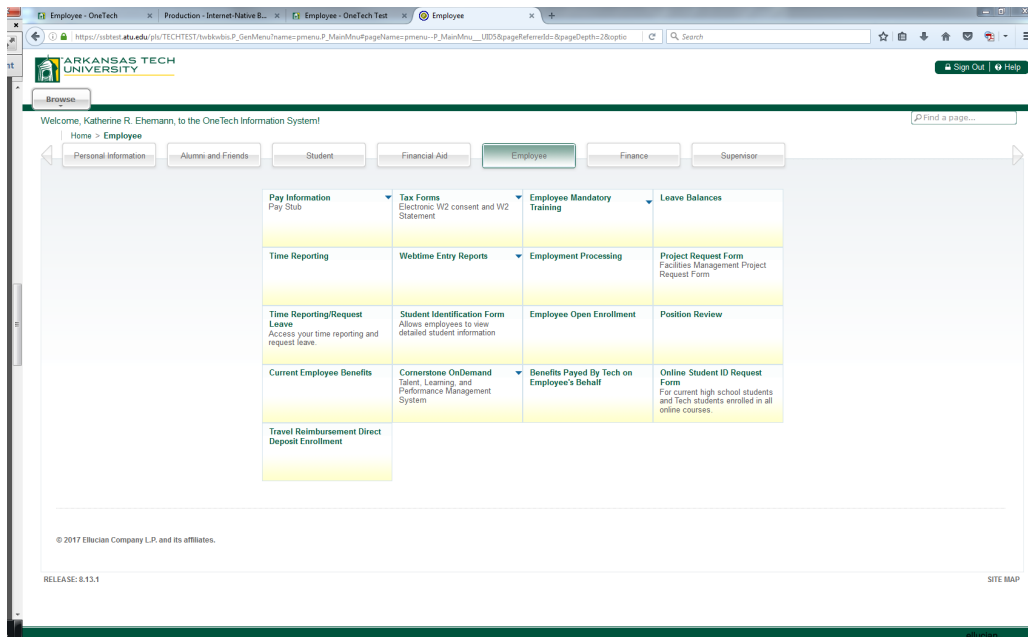 Employee - OneTech
Production - Internet-Native B...
Employee - OneTech Test
Employee
https://ssbtest.atu.edu/pls/TECHTEST/twbkwbis.P_GenMenu?name=pmenu.P_MainMnu#pageName=pmenu--P_MainMnu__UID5&pageReferrerId=&pageDepth=2&optio
Search
ARKANSAS TECH
UNIVERSITY
Sign Out | Help
Browse
Welcome, Katherine R. Ehemann, to the OneTech Information System!
Find a page...
Home > Employee
Personal Information
Alumni and Friends
Student
Financial Aid
Employee
Finance
Supervisor
Pay Information
Pay Stub
Tax Forms
Electronic W2 consent and W2
Statement
Employee Mandatory
Training
Leave Balances
Time Reporting
Webtime Entry Reports
Employment Processing
Project Request Form
Facilities Management Project
Request Form
Time Reporting/Request
Leave
Access your time reporting and
request leave.
Student Identification Form
Allows employees to view
detailed student information
Employee Open Enrollment
Position Review
Current Employee Benefits
Cornerstone OnDemand
Talent, Learning, and
Performance Management
System
Benefits Payed By Tech on
Employee's Behalf
Online Student ID Request
Form
For current high school students
and Tech students enrolled in all
online courses.
Travel Reimbursement Direct
Deposit Enrollment
© 2017 Ellucian Company L.P. and its affiliates.
RELEASE: 8.13.1
SITE MAP
ellucian